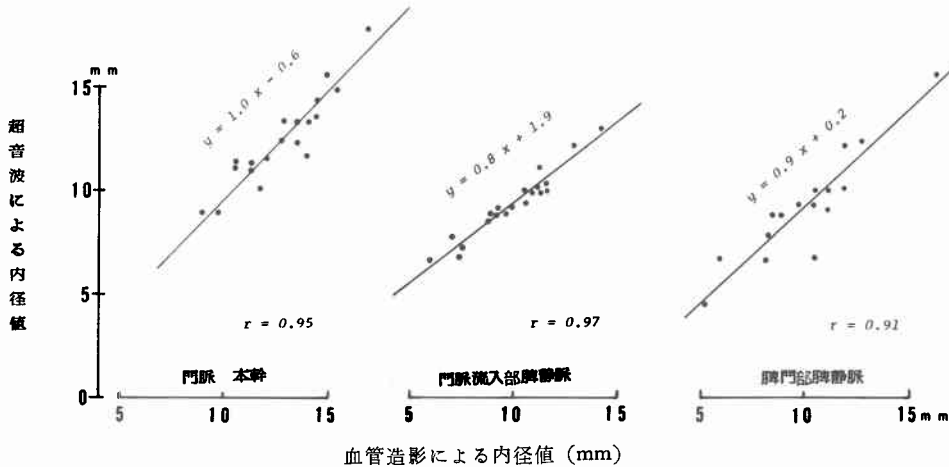 超音波による内径値
mm
15
10
5
0
y = 1.0 x - 0.6
r = 0.95
門脈 本幹
5 10 15
y = 0.8 x + 1.9
r = 0.97
門脈流入部脾静脈
5 10 15
y = 0.9 x + 0.2
r = 0.91
脾門部脾静脈
5 10 15 mm
血管造影による内径値 (mm)